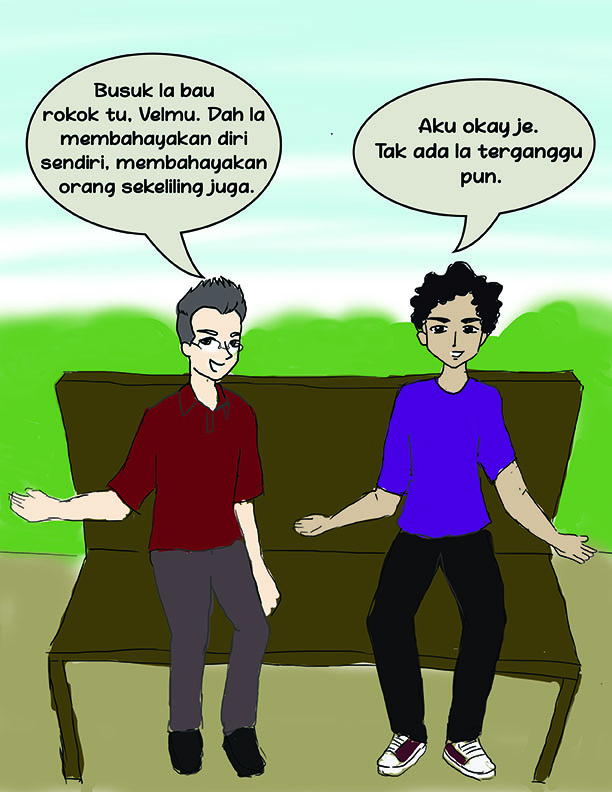 Busuk la bau
rokok tu, Velmu. Dah la
membahayakan diri
sendiri, membahayakan
orang sekeliling juga.
Aku okay je.
Tak ada la terganggu
pun.